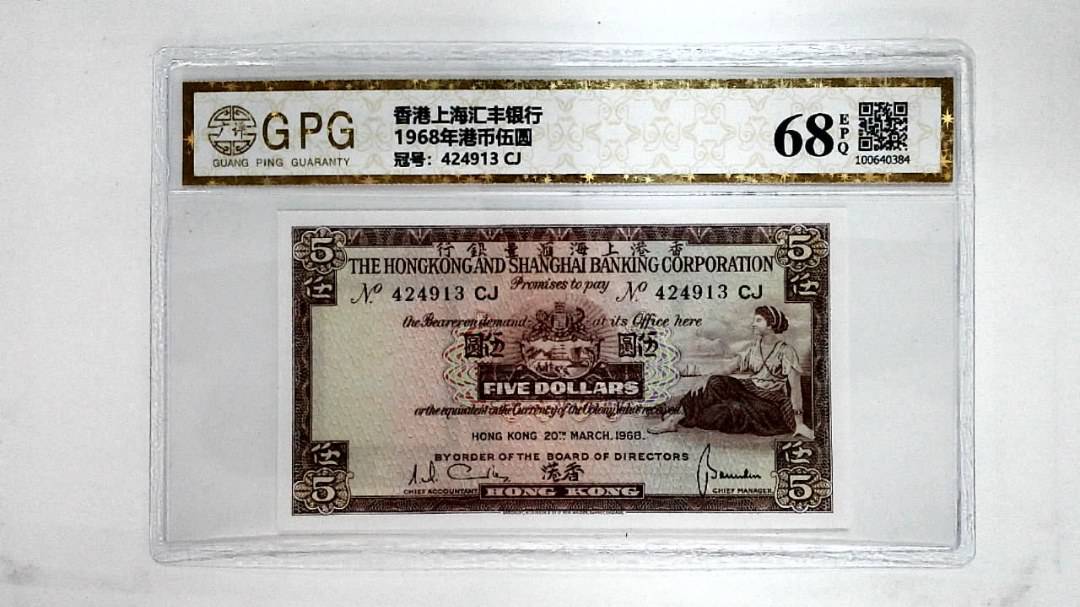 GPG
GUANG PING GUARANTY
香港上海汇丰银行
1968年港币伍圆
冠号：424913 CJ
68 EPQ
100640384
5 行銀豐滙海上港香 5
THE HONGKONG AND SHANGHAI BANKING CORPORATION
伍 Promises to pay 伍
Nº 424913 CJ Nº 424913 CJ
the Bearer on demand at its Office here
圓伍 圓伍
FIVE DOLLARS
or the equivalent in the Currency of the Colony Value received
HONG KONG 20TH MARCH, 1968.
伍 BY ORDER OF THE BOARD OF DIRECTORS 伍
港香
5 CHIEF ACCOUNTANT HONG KONG CHIEF MANAGER 5